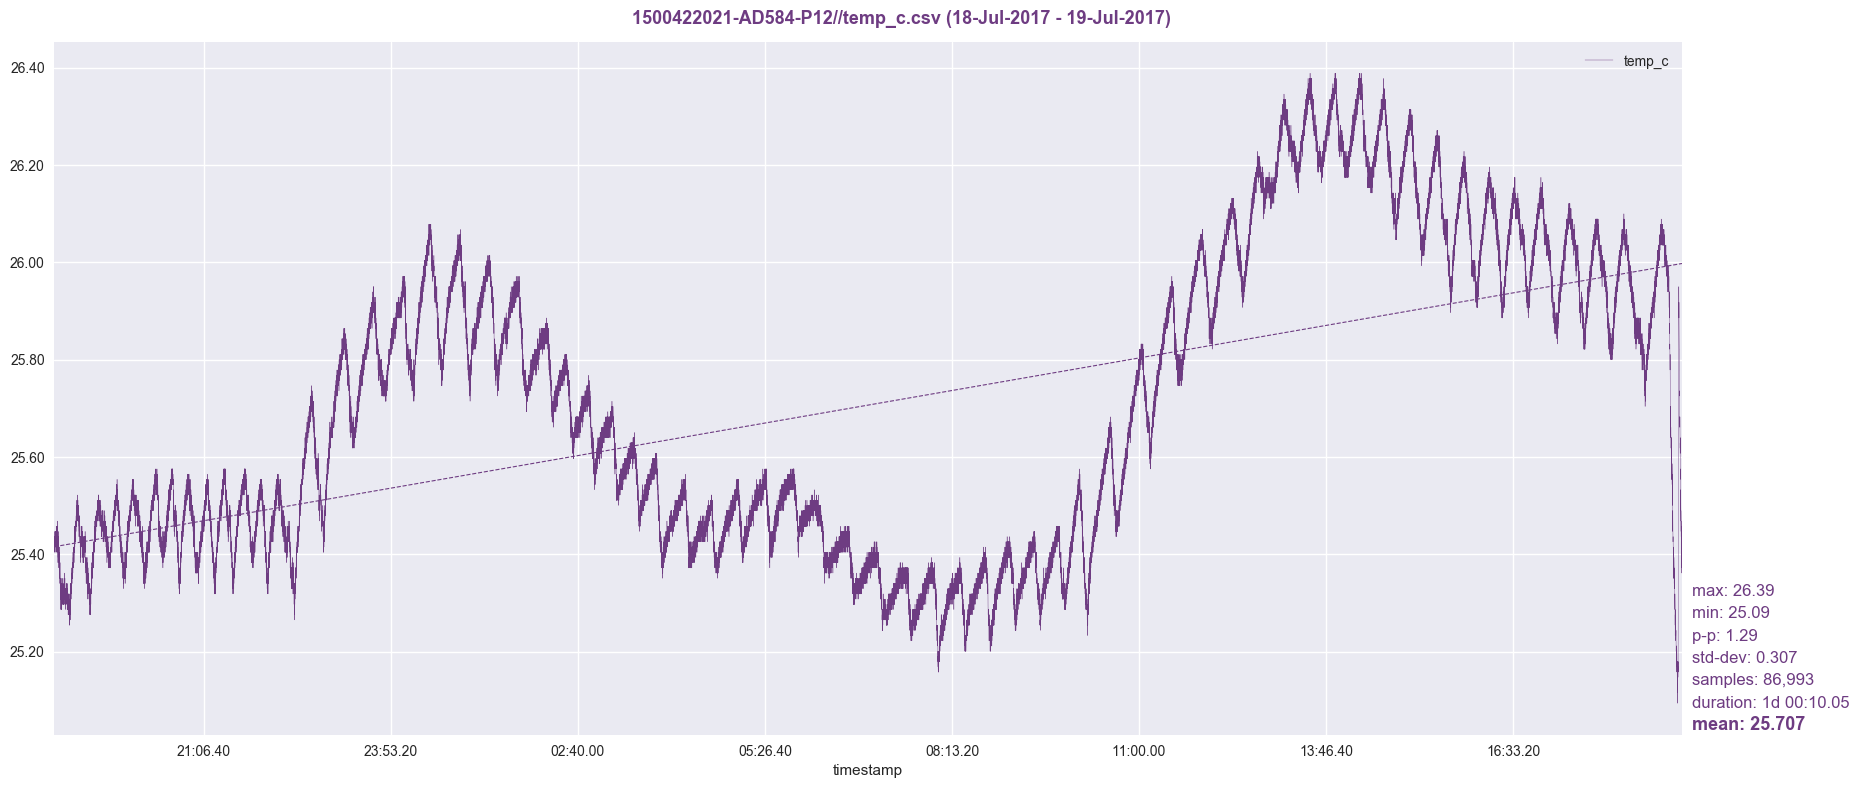 1500422021-AD584-P12//temp_c.csv (18-Jul-2017 - 19-Jul-2017)
temp_c
26.40
26.20
26.00
25.80
25.60
25.40
25.20
max: 26.39
min: 25.09
p-p: 1.29
std-dev: 0.307
samples: 86,993
duration: 1d 00:10.05
mean: 25.707
21:06.40 23:53.20 02:40.00 05:26.40 08:13.20 11:00.00 13:46.40 16:33.20
timestamp